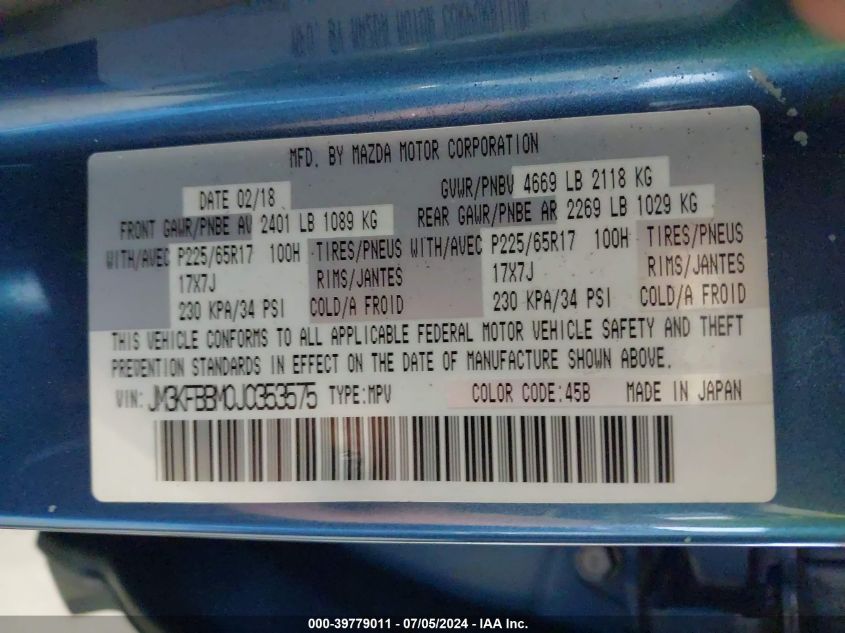 MFD. BY MAZDA MOTOR CORPORATION
DATE 02/18 GVWR/PNBV 4669 LB 2118 KG
FRONT GAWR/PNBE AV 2401 LB 1089 KG REAR GAWR/PNBE AR 2269 LB 1029 KG
WITH/AVEC P225/65R17 100H TIRES/PNEUS WITH/AVEC P225/65R17 100H TIRES/PNEUS
17X7J RIMS/JANTES 17X7J RIMS/JANTES
230 KPA/34 PSI COLD/A FROID 230 KPA/34 PSI COLD/A FROID
THIS VEHICLE CONFORMS TO ALL APPLICABLE FEDERAL MOTOR VEHICLE SAFETY AND THEFT
PREVENTION STANDARDS IN EFFECT ON THE DATE OF MANUFACTURE SHOWN ABOVE.
VIN: JM3KFBBM0J0353575 TYPE:MPV COLOR CODE:45B MADE IN JAPAN
000-39779011 - 07/05/2024 - IAA Inc.